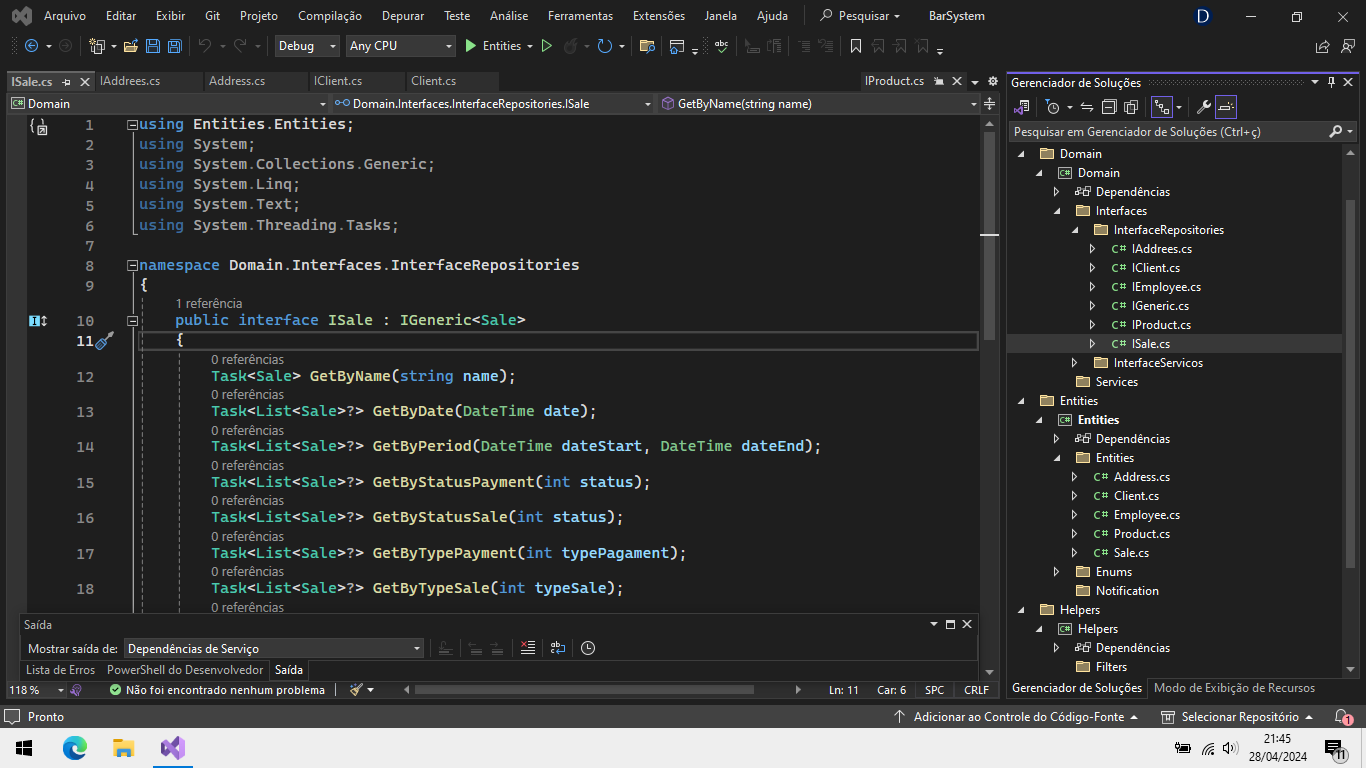 Arquivo Editar Exibir Git Projeto Compilação Depurar Teste Análise Ferramentas Extensões Janela Ajuda Pesquisar BarSystem D
Debug Any CPU Entities abc
ISale.cs IAddrees.cs Address.cs IClient.cs Client.cs IProduct.cs
Domain Domain.Interfaces.InterfaceRepositories.ISale GetByName(string name)
1 using Entities.Entities;
2 using System;
3 using System.Collections.Generic;
4 using System.Linq;
5 using System.Text;
6 using System.Threading.Tasks;
7
8 namespace Domain.Interfaces.InterfaceRepositories
9 {
1 referência
10 public interface ISale : IGeneric<Sale>
11 {
0 referências
12 Task<Sale> GetByName(string name);
0 referências
13 Task<List<Sale>?> GetByDate(DateTime date);
0 referências
14 Task<List<Sale>?> GetByPeriod(DateTime dateStart, DateTime dateEnd);
0 referências
15 Task<List<Sale>?> GetByStatusPayment(int status);
0 referências
16 Task<List<Sale>?> GetByStatusSale(int status);
0 referências
17 Task<List<Sale>?> GetByTypePayment(int typePagament);
0 referências
18 Task<List<Sale>?> GetByTypeSale(int typeSale);
0 referências
Saída
Mostrar saída de: Dependências de Serviço
Lista de Erros PowerShell do Desenvolvedor Saída
118 % Não foi encontrado nenhum problema Ln: 11 Car: 6 SPC CRLF
Gerenciador de Soluções
Pesquisar em Gerenciador de Soluções (Ctrl+ç)
Domain
C# Domain
Dependências
Interfaces
InterfaceRepositories
C# IAddrees.cs
C# IClient.cs
C# IEmployee.cs
C# IGeneric.cs
C# IProduct.cs
C# ISale.cs
InterfaceServicos
Services
Entities
C# Entities
Dependências
Entities
C# Address.cs
C# Client.cs
C# Employee.cs
C# Product.cs
C# Sale.cs
Enums
Notification
Helpers
C# Helpers
Dependências
Filters
Gerenciador de Soluções Modo de Exibição de Recursos
Pronto Adicionar ao Controle do Código-Fonte Selecionar Repositório 1
21:45
28/04/2024
11